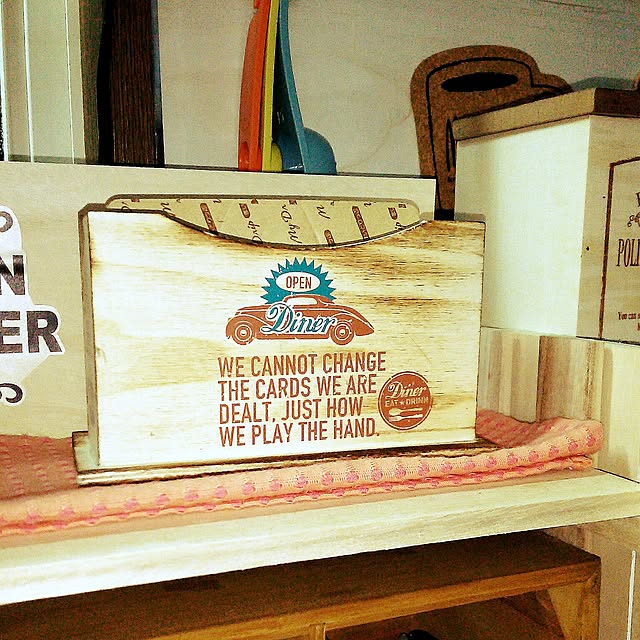 OPEN
Diner
WE CANNOT CHANGE
THE CARDS WE ARE
DEALT, JUST HOW
WE PLAY THE HAND.
Diner
EAT ★ DRINK
N
ER
POLI